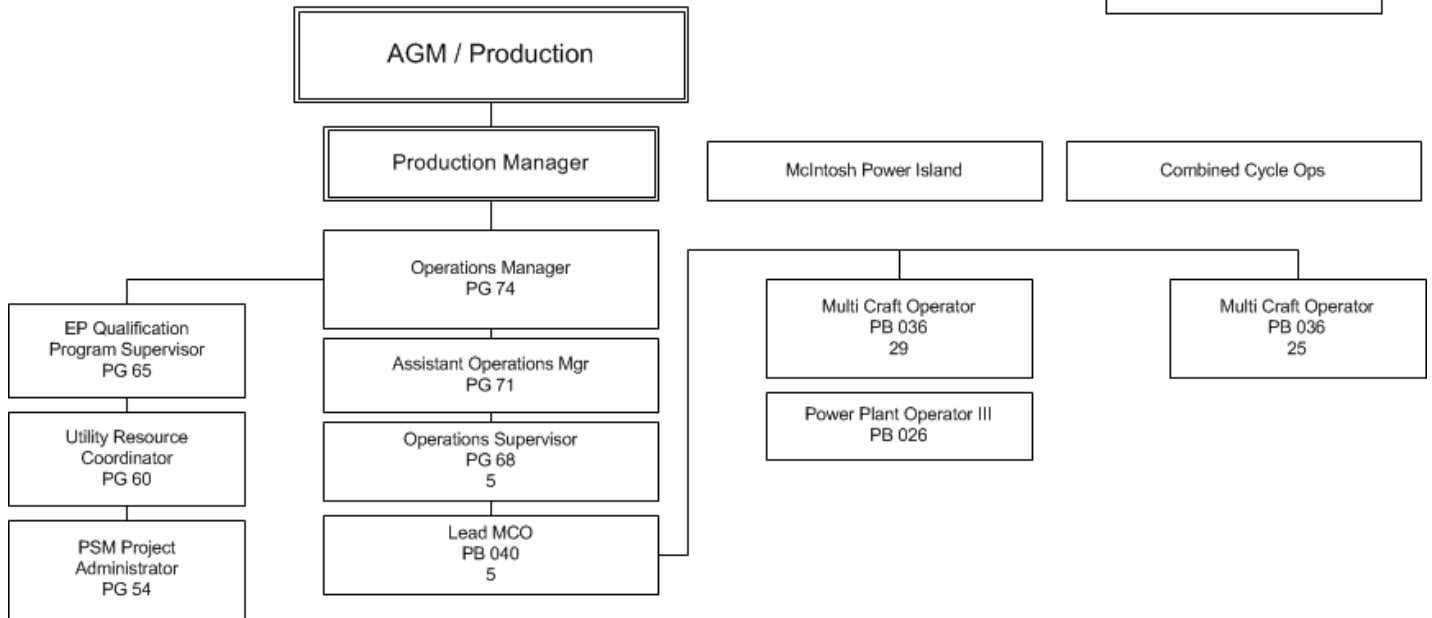 AGM / Production
Production Manager
McIntosh Power Island
Combined Cycle Ops
Operations Manager
PG 74
EP Qualification
Program Supervisor
PG 65
Multi Craft Operator
PB 036
29
Multi Craft Operator
PB 036
25
Assistant Operations Mgr
PG 71
Utility Resource
Coordinator
PG 60
Operations Supervisor
PG 68
5
Power Plant Operator III
PB 026
PSM Project
Administrator
PG 54
Lead MCO
PB 040
5